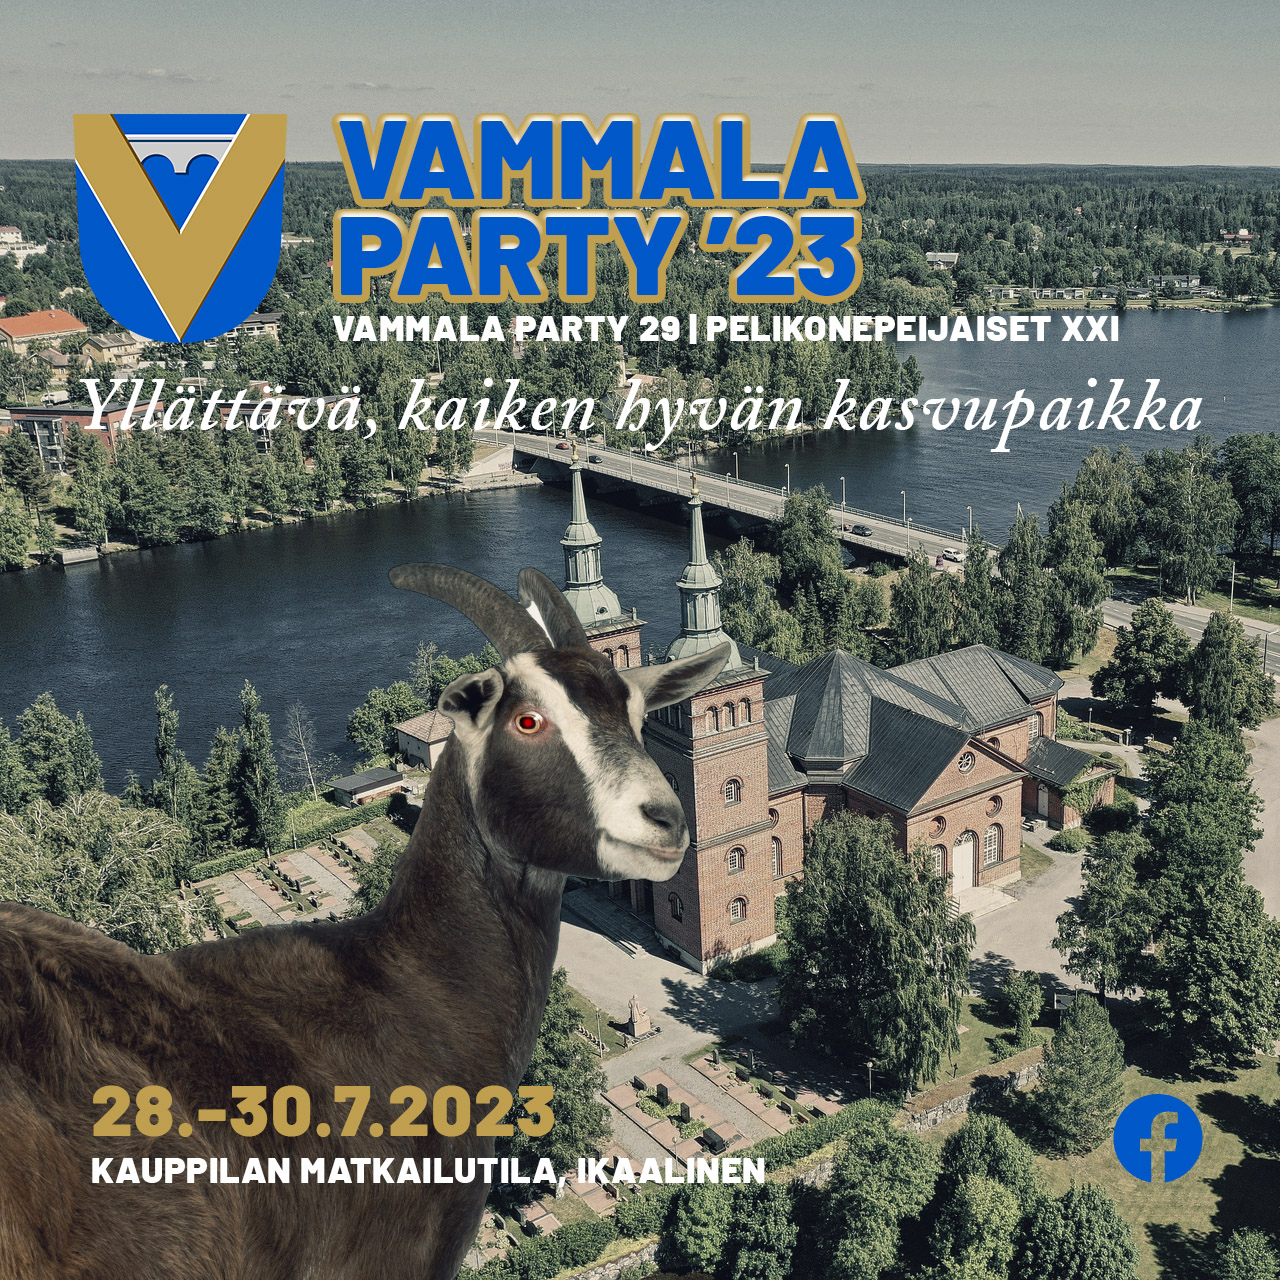 VAMMALA
PARTY ’23
VAMMALA PARTY 29 | PELIKONEPEIJAISET XXI
Yllättävä, kaiken hyvän kasvupaikka
28.-30.7.2023
KAUPPILAN MATKAILUTILA, IKAALINEN